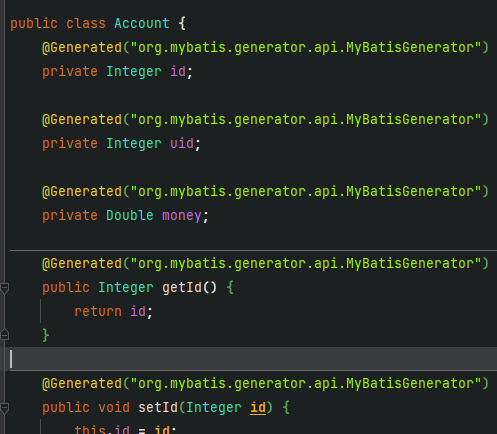 public class Account {
@Generated("org.mybatis.generator.api.MyBatisGenerator")
private Integer id;
@Generated("org.mybatis.generator.api.MyBatisGenerator")
private Integer uid;
@Generated("org.mybatis.generator.api.MyBatisGenerator")
private Double money;
@Generated("org.mybatis.generator.api.MyBatisGenerator")
public Integer getId() {
return id;
}
@Generated("org.mybatis.generator.api.MyBatisGenerator")
public void setId(Integer id) {
this.id = id;